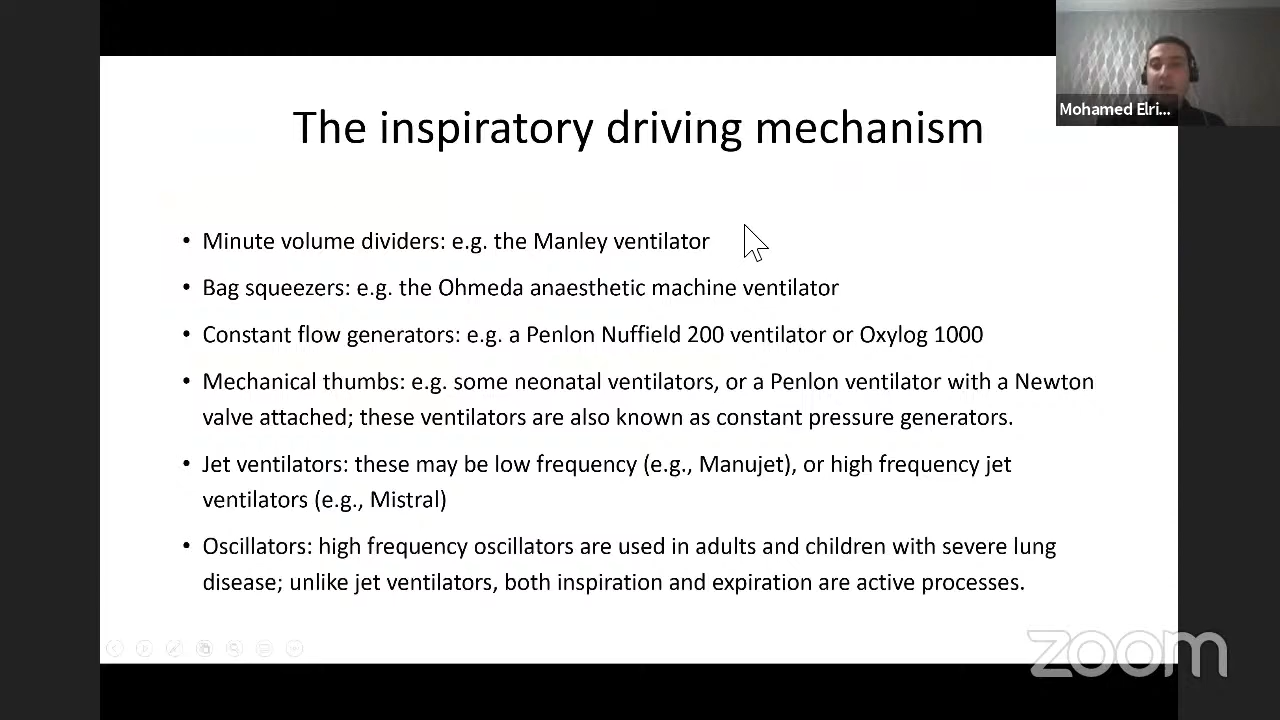 Mohamed Elri...
The inspiratory driving mechanism
• Minute volume dividers: e.g. the Manley ventilator
• Bag squeezers: e.g. the Ohmeda anaesthetic machine ventilator
• Constant flow generators: e.g. a Penlon Nuffield 200 ventilator or Oxylog 1000
• Mechanical thumbs: e.g. some neonatal ventilators, or a Penlon ventilator with a Newton
valve attached; these ventilators are also known as constant pressure generators.
• Jet ventilators: these may be low frequency (e.g., Manujet), or high frequency jet
ventilators (e.g., Mistral)
• Oscillators: high frequency oscillators are used in adults and children with severe lung
disease; unlike jet ventilators, both inspiration and expiration are active processes.
zoom